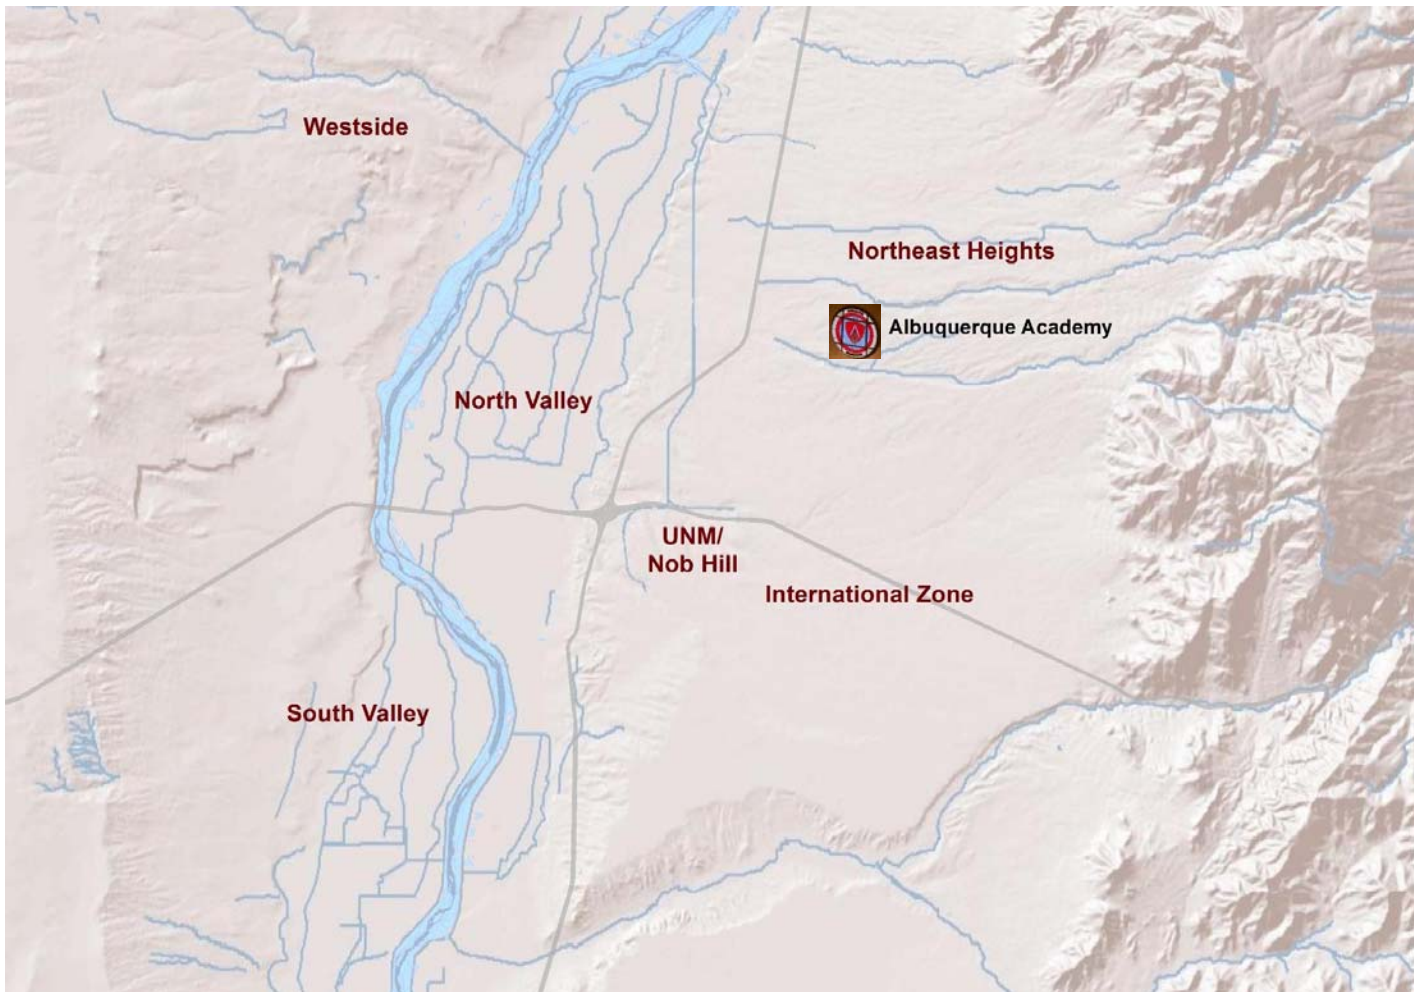 Westside
Northeast Heights
Albuquerque Academy
North Valley
UNM/
Nob Hill
International Zone
South Valley